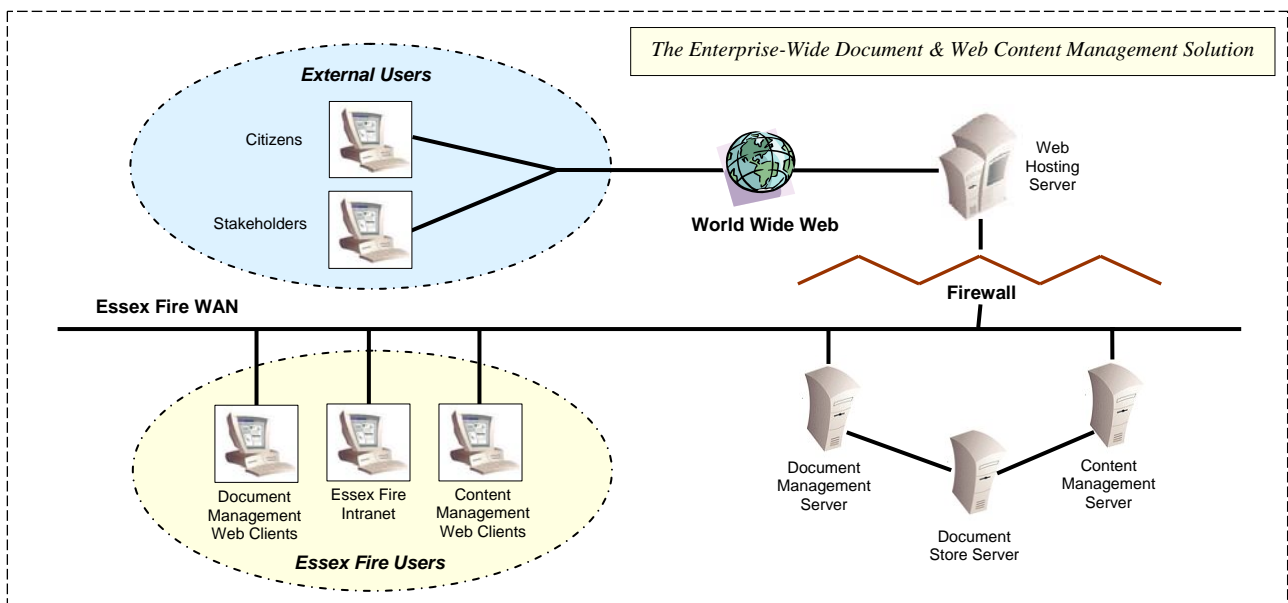 The Enterprise-Wide Document & Web Content Management Solution
External Users
Citizens
Stakeholders
World Wide Web
Web
Hosting
Server
Firewall
Essex Fire WAN
Document
Management
Web Clients
Essex Fire
Intranet
Content
Management
Web Clients
Essex Fire Users
Document
Management
Server
Document
Store Server
Content
Management
Server